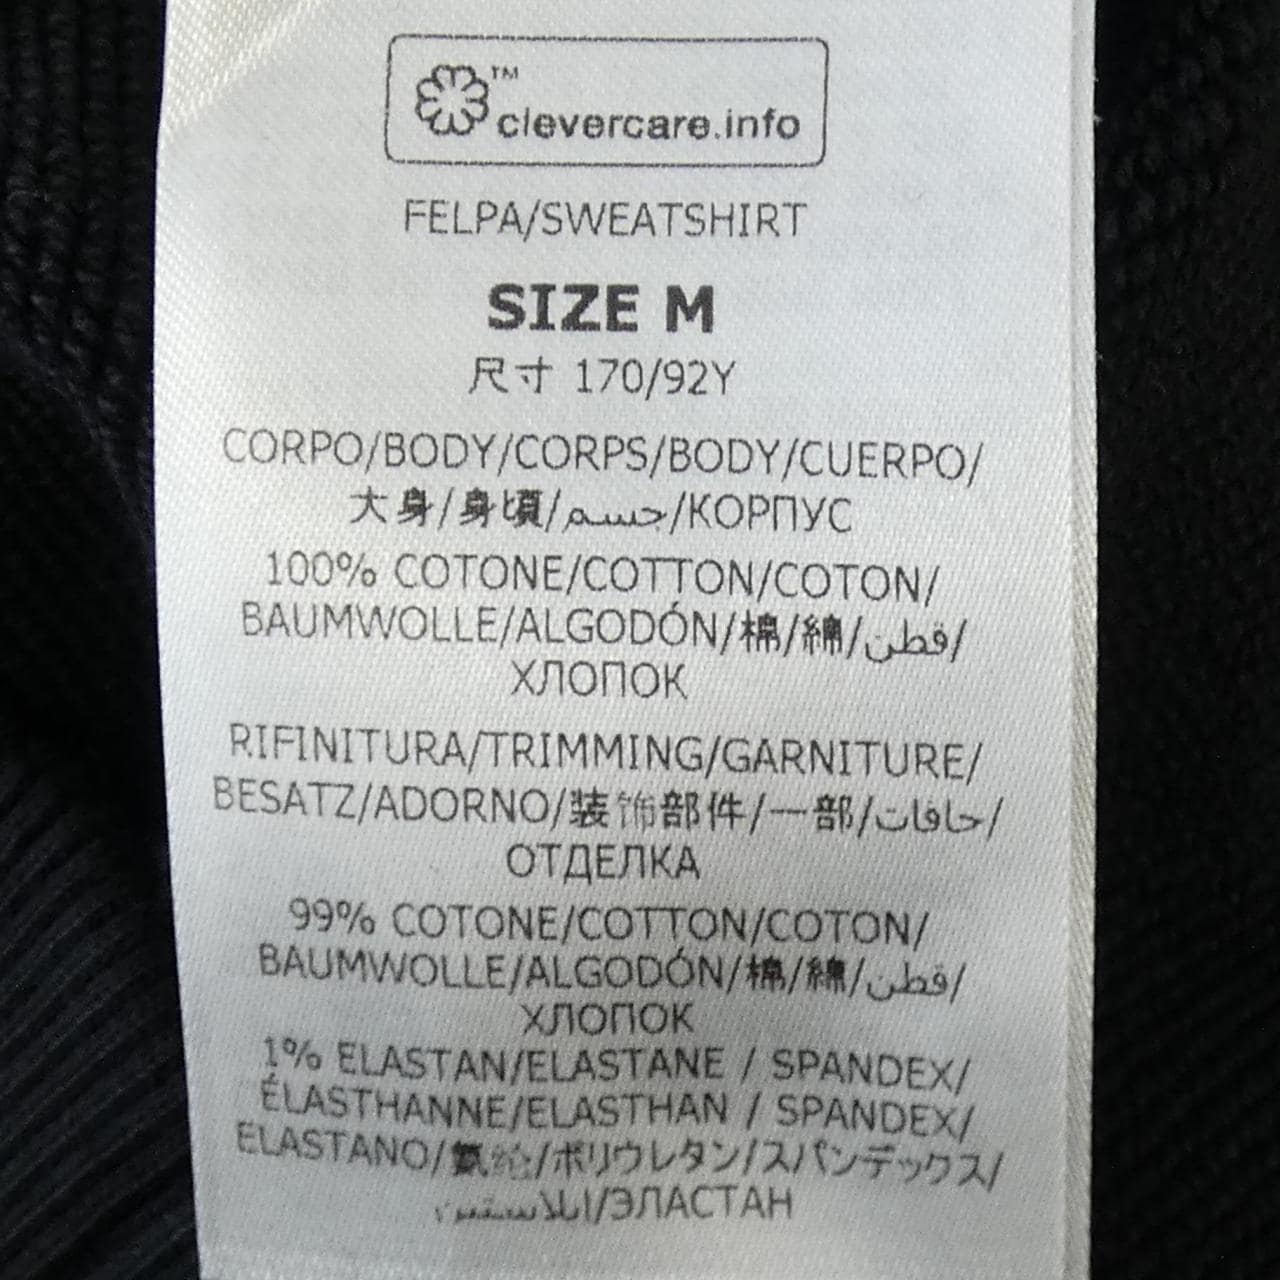 ™
clevercare.info
FELPA/SWEATSHIRT
SIZE M
尺寸 170/92Y
CORPO/BODY/CORPS/BODY/CUERPO/
大身/身頃/جسم/КОРПУС
100% COTONE/COTTON/COTON/
BAUMWOLLE/ALGODÓN/棉/綿/قطن/
ХЛОПОК
RIFINITURA/TRIMMING/GARNITURE/
BESATZ/ADORNO/装饰部件/一部/حافات/
ОТДЕЛКА
99% COTONE/COTTON/COTON/
BAUMWOLLE/ALGODÓN/棉/綿/قطن/
ХЛОПОК
1% ELASTAN/ELASTANE / SPANDEX/
ÉLASTHANNE/ELASTHAN / SPANDEX/
ELASTANO/氨纶/ポリウレタン/スパンデックス/
/ЭЛАСТАН